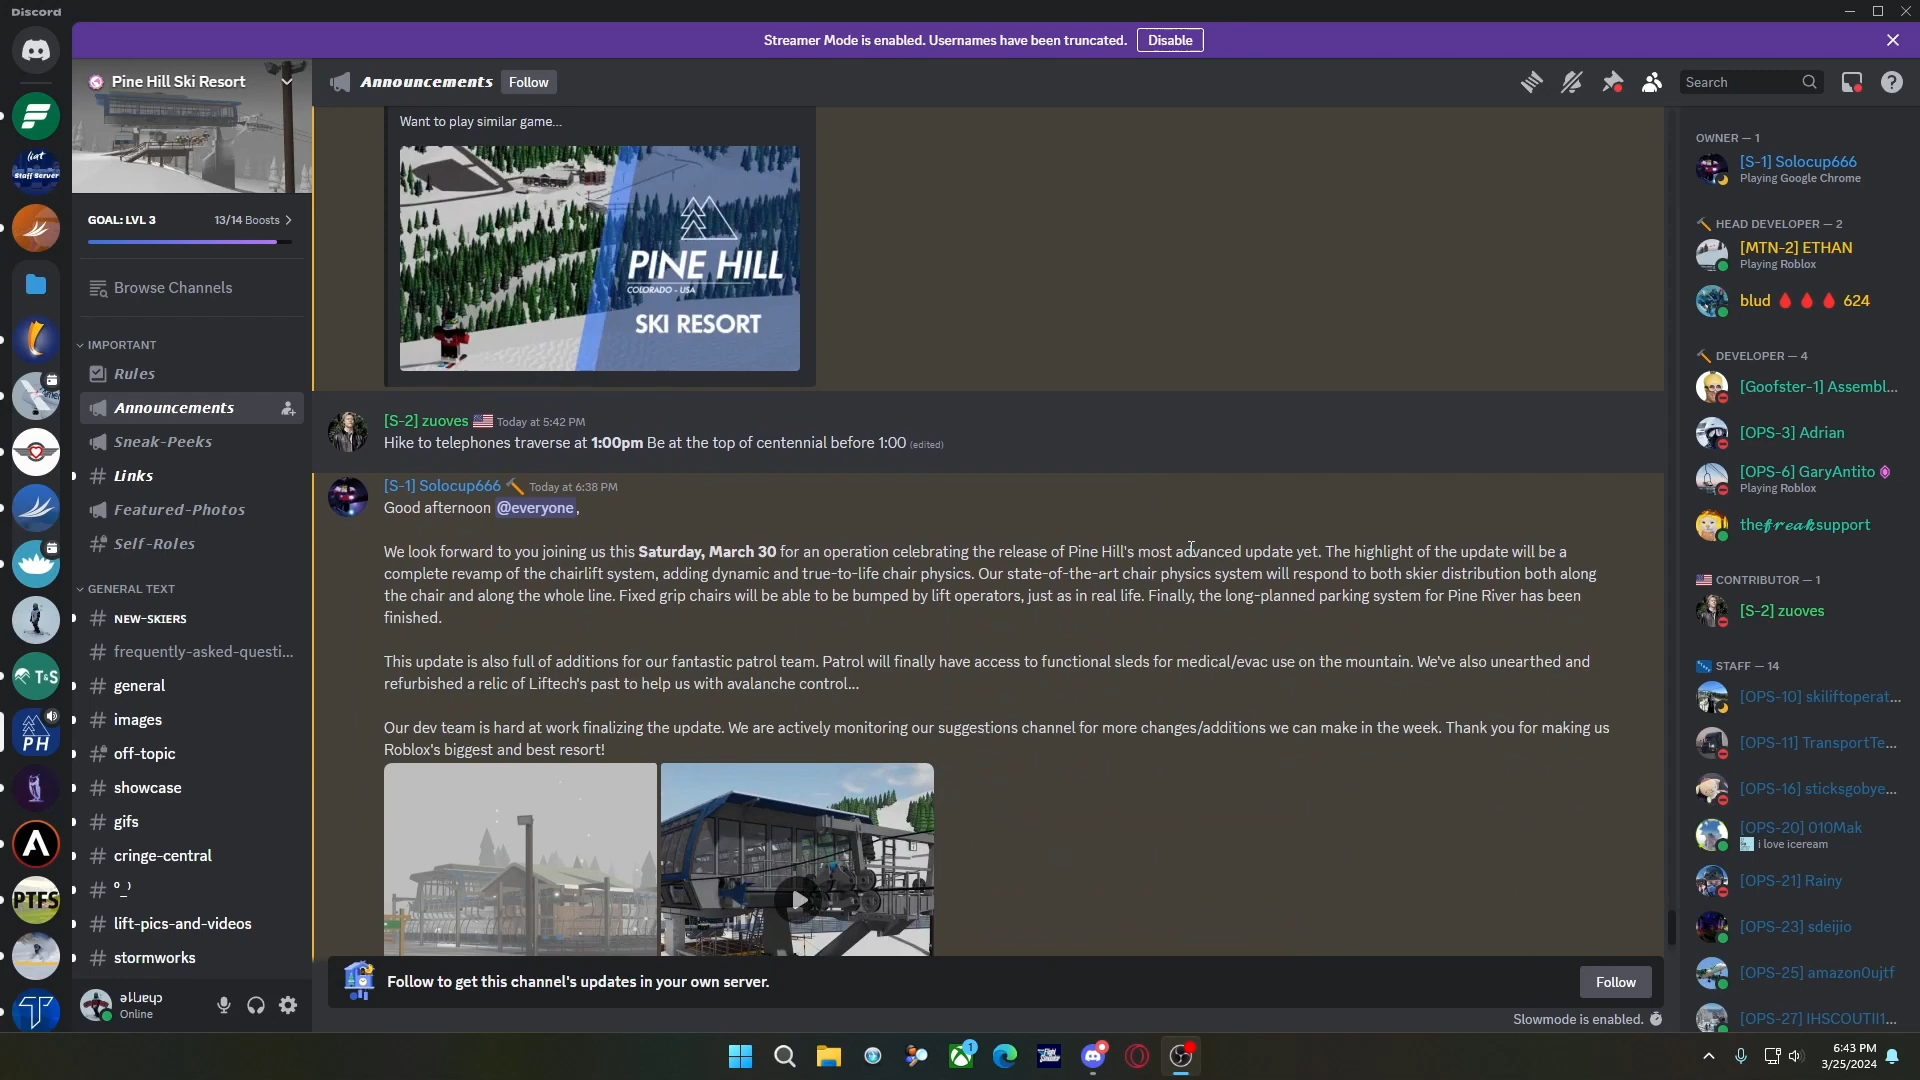 Discord
Streamer Mode is enabled. Usernames have been truncated.
Disable
Pine Hill Ski Resort
GOAL: LVL 3
13/14 Boosts
Browse Channels
IMPORTANT
Rules
Announcements
Sneak-Peeks
Links
Featured-Photos
Self-Roles
GENERAL TEXT
NEW-SKIERS
frequently-asked-questi...
general
images
off-topic
showcase
gifs
cringe-central
lift-pics-and-videos
stormworks
Online
liat
Staff Server
T&S
PH
PTFS
Announcements
Follow
Search
Want to play similar game...
PINE HILL
COLORADO - USA
SKI RESORT
[S-2] zuoves 🇺🇸 Today at 5:42 PM
Hike to telephones traverse at 1:00pm Be at the top of centennial before 1:00 (edited)
[S-1] Solocup666 🔨 Today at 6:38 PM
Good afternoon @everyone,
We look forward to you joining us this Saturday, March 30 for an operation celebrating the release of Pine Hill's most advanced update yet. The highlight of the update will be a
complete revamp of the chairlift system, adding dynamic and true-to-life chair physics. Our state-of-the-art chair physics system will respond to both skier distribution both along
the chair and along the whole line. Fixed grip chairs will be able to be bumped by lift operators, just as in real life. Finally, the long-planned parking system for Pine River has been
finished.
This update is also full of additions for our fantastic patrol team. Patrol will finally have access to functional sleds for medical/evac use on the mountain. We've also unearthed and
refurbished a relic of Liftech's past to help us with avalanche control...
Our dev team is hard at work finalizing the update. We are actively monitoring our suggestions channel for more changes/additions we can make in the week. Thank you for making us
Roblox's biggest and best resort!
Follow to get this channel's updates in your own server.
Follow
Slowmode is enabled.
OWNER — 1
[S-1] Solocup666
Playing Google Chrome
🔨 HEAD DEVELOPER — 2
[MTN-2] ETHAN
Playing Roblox
blud 🩸 🩸 🩸 624
🔨 DEVELOPER — 4
[Goofster-1] Assembl...
[OPS-3] Adrian
[OPS-6] GaryAntito
Playing Roblox
the𝒻𝓇𝑒𝒶𝓀support
🇺🇸 CONTRIBUTOR — 1
[S-2] zuoves
STAFF — 14
[OPS-10] skiliftoperat...
[OPS-11] TransportTe...
[OPS-16] sticksgobye...
[OPS-20] 010Mak
i love iceream
[OPS-21] Rainy
[OPS-23] sdeijio
[OPS-25] amazon0ujtf
[OPS-27] IHSCOUTII1...
1
6:43 PM
3/25/2024